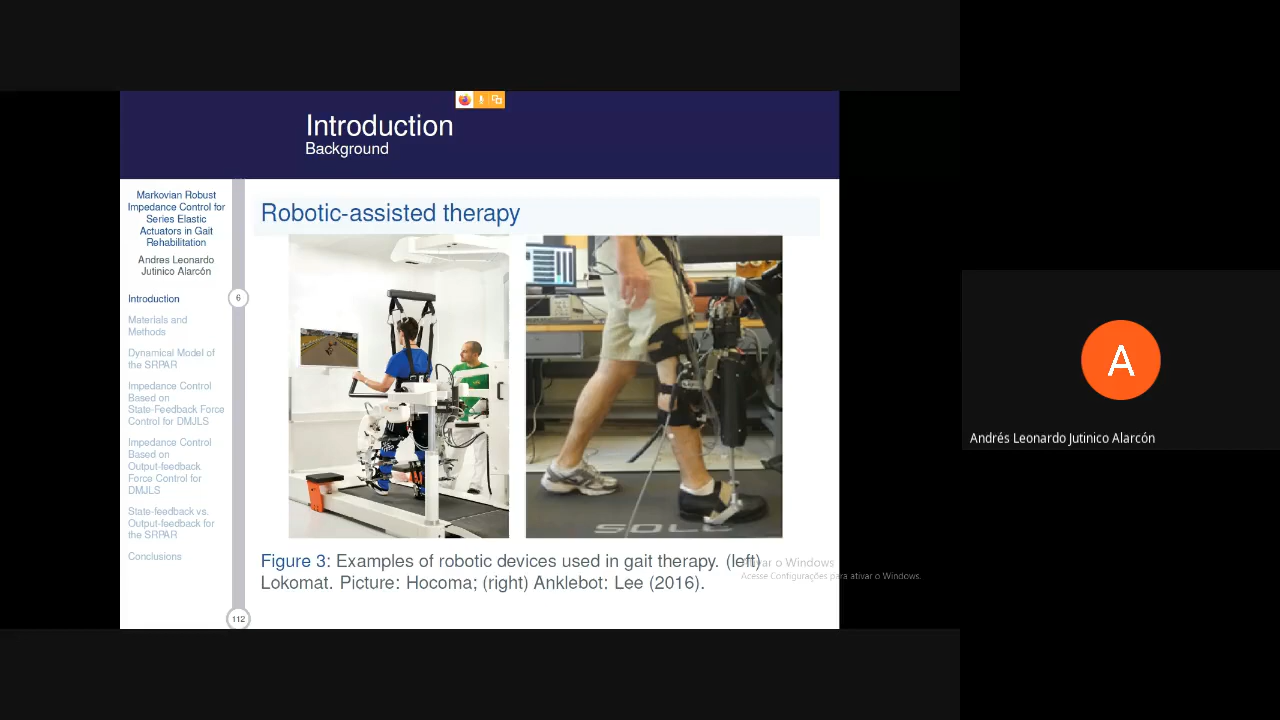 Introduction
Background
Markovian Robust
Impedance Control for
Series Elastic
Actuators in Gait
Rehabilitation
Andres Leonardo
Jutinico Alarcón
Introduction
6
Materials and
Methods
Dynamical Model of
the SRPAR
Impedance Control
Based on
State-Feedback Force
Control for DMJLS
Impedance Control
Based on
Output-feedback
Force Control for
DMJLS
State-feedback vs.
Output-feedback for
the SRPAR
Conclusions
112
Robotic-assisted therapy
SOLE
Figure 3: Examples of robotic devices used in gait therapy. (left)
Lokomat. Picture: Hocoma; (right) Anklebot: Lee (2016).
Ativar o Windows
Acesse Configurações para ativar o Windows.
A
Andrés Leonardo Jutinico Alarcón